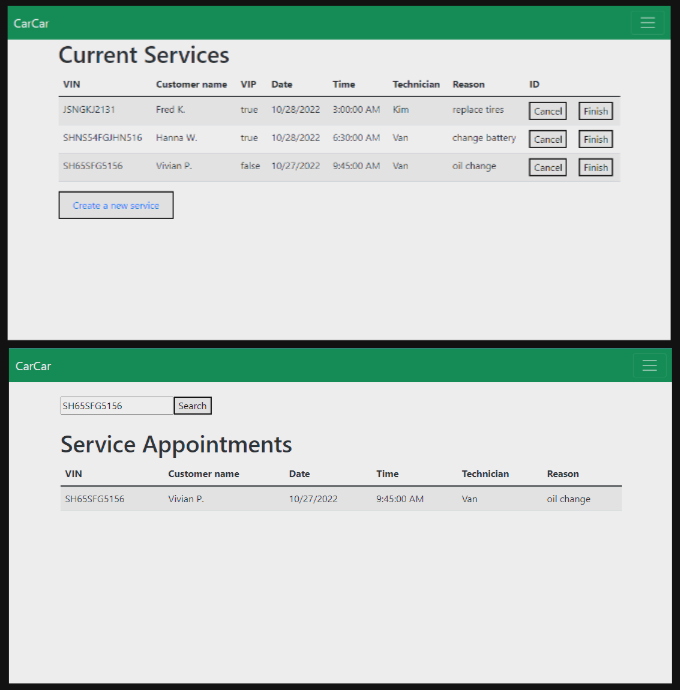 CarCar
Current Services
VIN Customer name VIP Date Time Technician Reason ID
JSNGKJ2131 Fred K. true 10/28/2022 3:00:00 AM Kim replace tires Cancel Finish
SHNS54FGJHN516 Hanna W. true 10/28/2022 6:30:00 AM Van change battery Cancel Finish
SH65SFG5156 Vivian P. false 10/27/2022 9:45:00 AM Van oil change Cancel Finish
Create a new service
CarCar
SH65SFG5156 Search
Service Appointments
VIN Customer name Date Time Technician Reason
SH65SFG5156 Vivian P. 10/27/2022 9:45:00 AM Van oil change